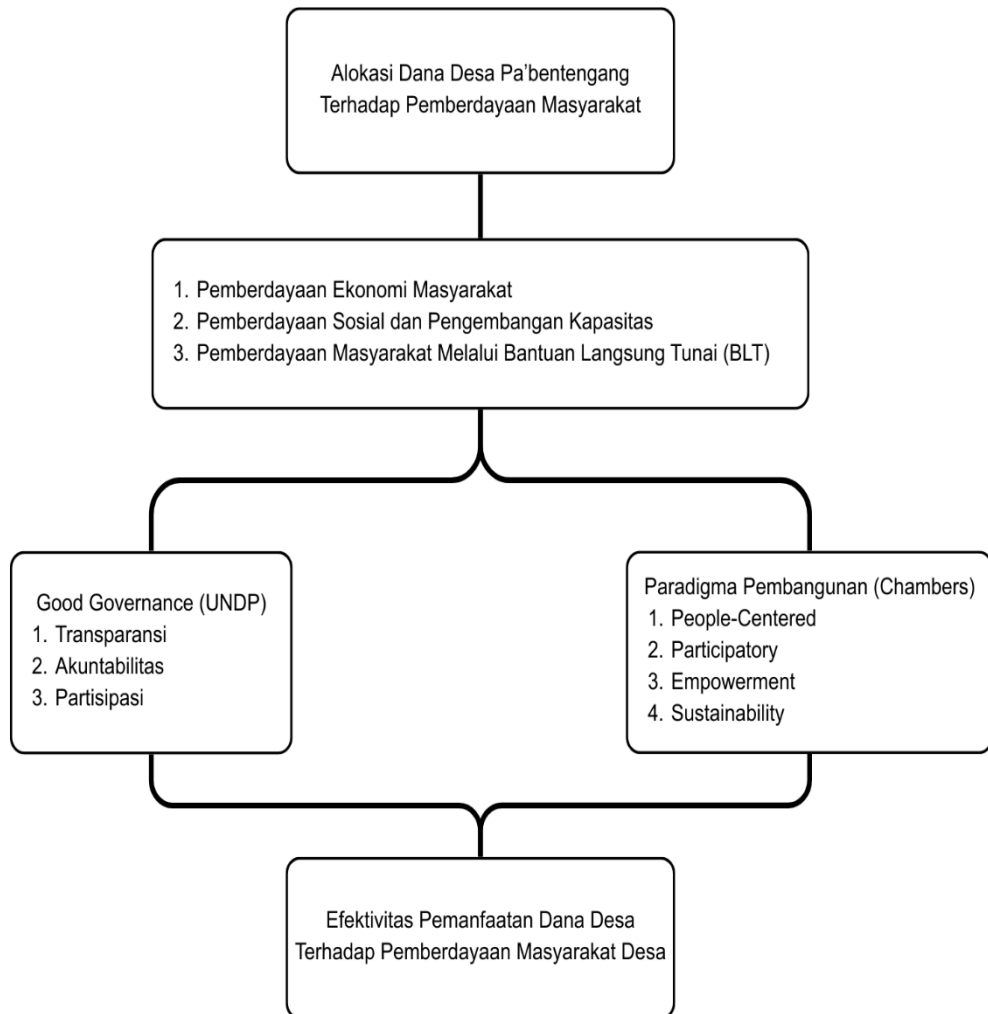 Alokasi Dana Desa Pa’bentengang
Terhadap Pemberdayaan Masyarakat
1. Pemberdayaan Ekonomi Masyarakat
2. Pemberdayaan Sosial dan Pengembangan Kapasitas
3. Pemberdayaan Masyarakat Melalui Bantuan Langsung Tunai (BLT)
Good Governance (UNDP)
1. Transparansi
2. Akuntabilitas
3. Partisipasi
Paradigma Pembangunan (Chambers)
1. People-Centered
2. Participatory
3. Empowerment
4. Sustainability
Efektivitas Pemanfaatan Dana Desa
Terhadap Pemberdayaan Masyarakat Desa